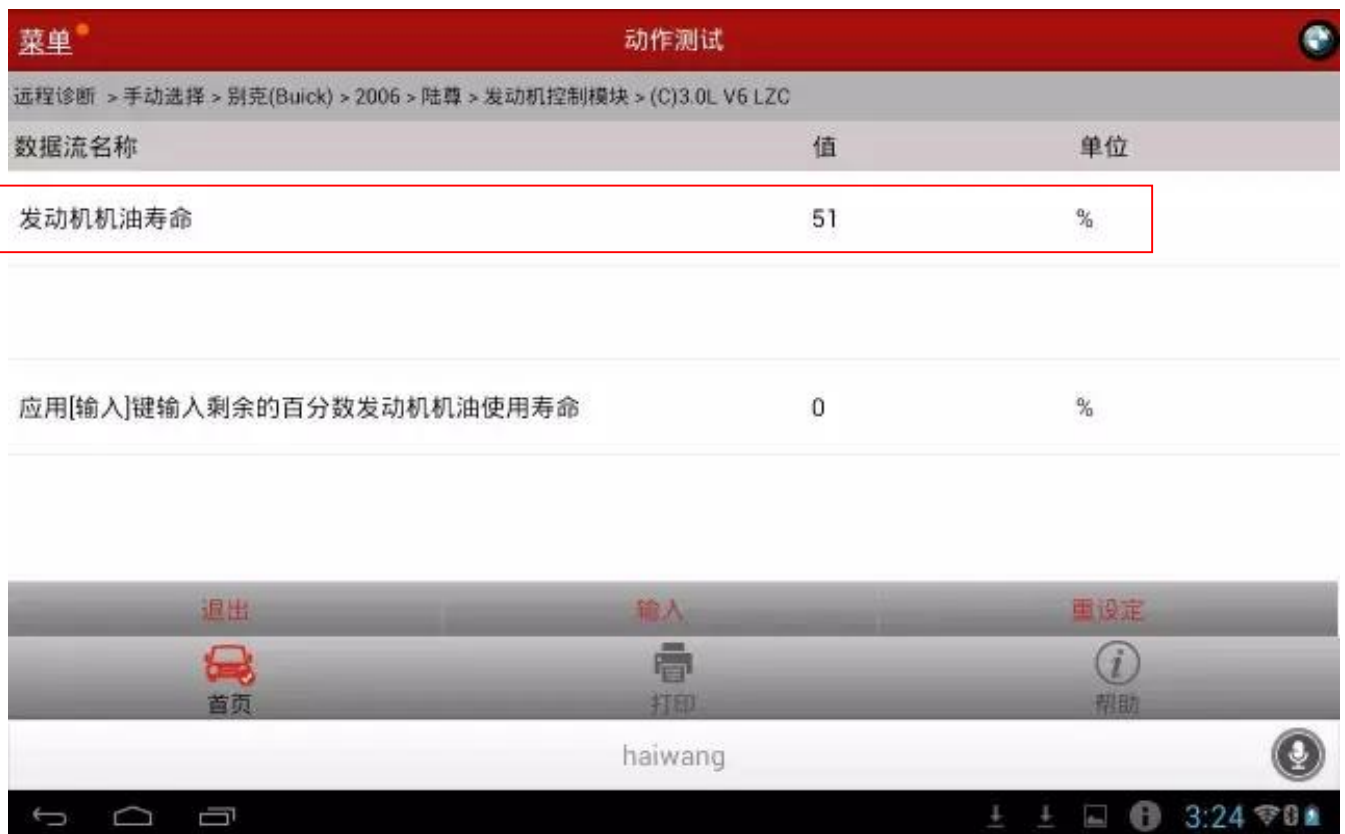 菜单
动作测试
远程诊断 > 手动选择 > 别克(Buick) > 2006 > 陆尊 > 发动机控制模块 > (C)3.0L V6 LZC
数据流名称 值 单位
发动机机油寿命 51 %
应用[输入]键输入剩余的百分数发动机机油使用寿命 0 %
退出 输入 重设定
首页 打印 帮助
haiwang
3:24